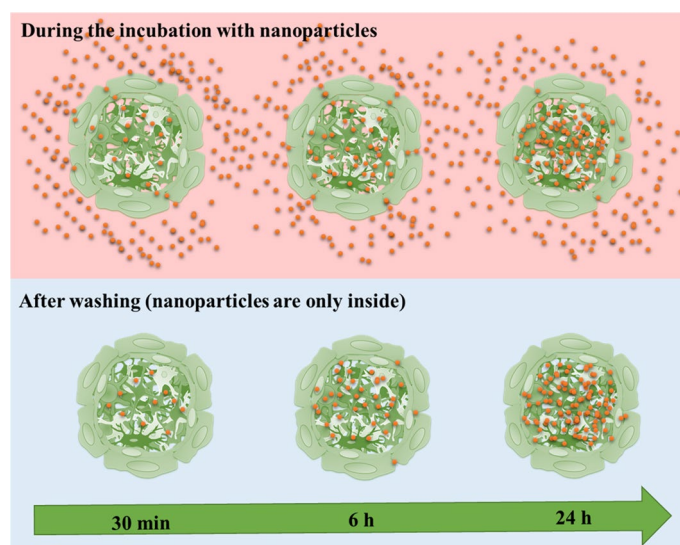 During the incubation with nanoparticles
After washing (nanoparticles are only inside)
30 min 6 h 24 h